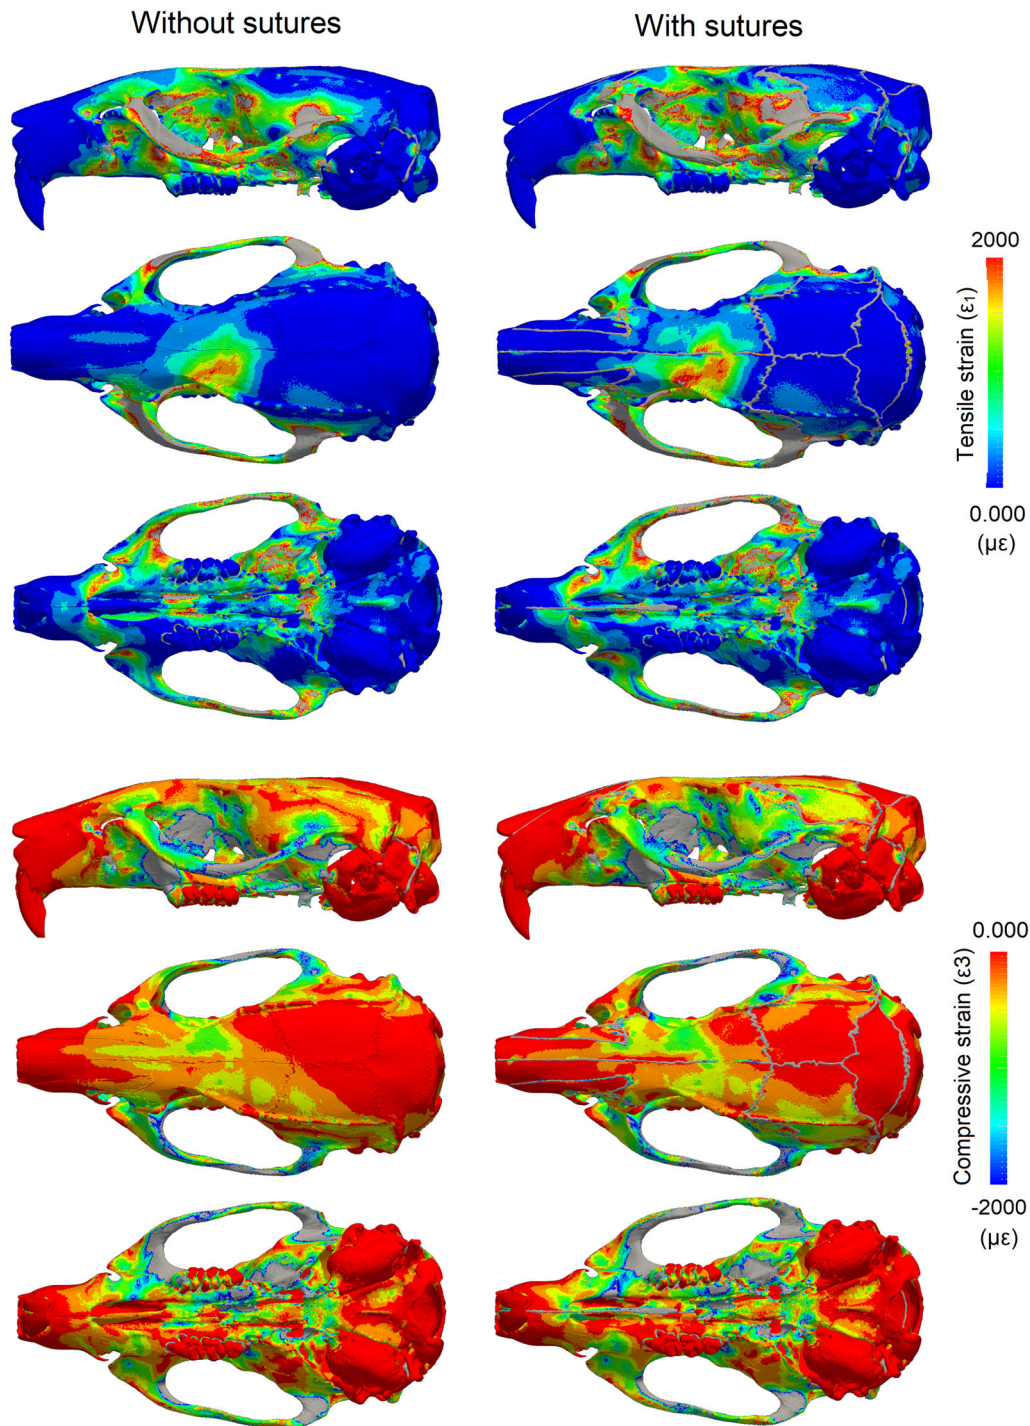 Without sutures
With sutures
2000
Tensile strain (ε₁)
0.000
(με)
0.000
Compressive strain (ε3)
-2000
(με)